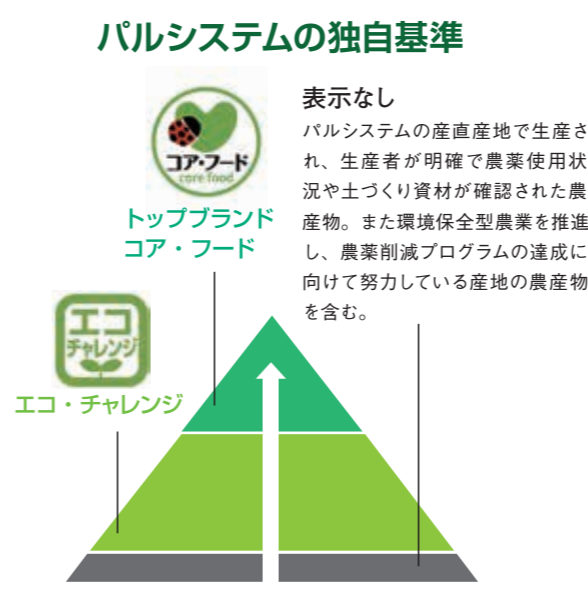 パルシステムの独自基準
コア・フード
core food
トップブランド
コア・フード
表示なし
パルシステムの産直産地で生産さ
れ、生産者が明確で農薬使用状
況や土づくり資材が確認された農
産物。また環境保全型農業を推進
し、農薬削減プログラムの達成に
向けて努力している産地の農産物
を含む。
エコ
チャレンジ
エコ・チャレンジ